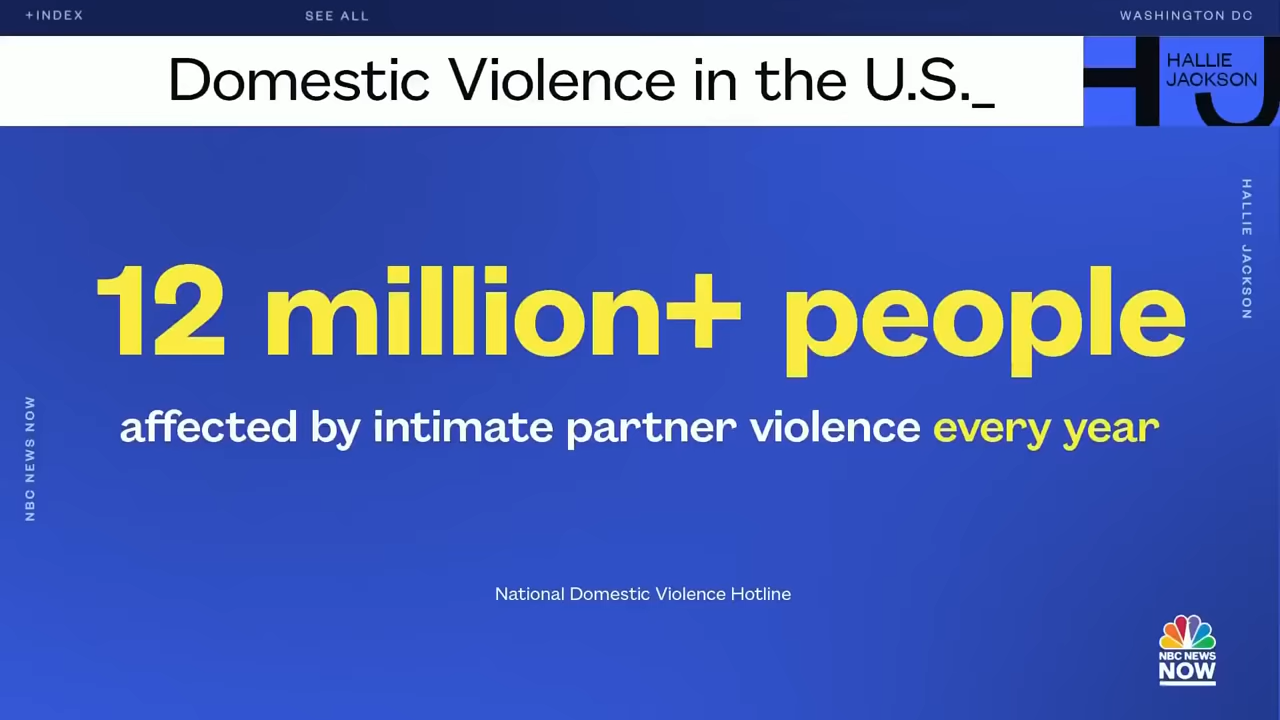 +INDEX
SEE ALL
WASHINGTON DC
Domestic Violence in the U.S._
HJ
HALLIE
JACKSON
HALLIE JACKSON
12 million+ people
affected by intimate partner violence every year
NBC NEWS NOW
National Domestic Violence Hotline
NBC NEWS
NOW